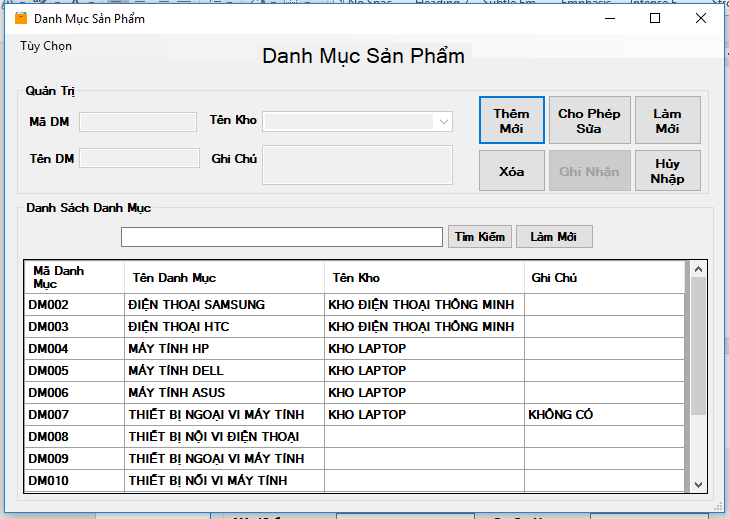 Danh Mục Sản Phẩm
Tùy Chọn
Danh Mục Sản Phẩm
Quản Trị
Mã DM
Tên Kho
Tên DM
Ghi Chú
Thêm
Mới
Cho Phép
Sửa
Làm
Mới
Xóa
Ghi Nhận
Hủy
Nhập
Danh Sách Danh Mục
Tìm Kiếm
Làm Mới
Mã Danh
Mục
Tên Danh Mục
Tên Kho
Ghi Chú
DM002 ĐIỆN THOẠI SAMSUNG KHO ĐIỆN THOẠI THÔNG MINH
DM003 ĐIỆN THOẠI HTC KHO ĐIỆN THOẠI THÔNG MINH
DM004 MÁY TÍNH HP KHO LAPTOP
DM005 MÁY TÍNH DELL KHO LAPTOP
DM006 MÁY TÍNH ASUS KHO LAPTOP
DM007 THIẾT BỊ NGOẠI VI MÁY TÍNH KHO LAPTOP KHÔNG CÓ
DM008 THIẾT BỊ NỘI VI ĐIỆN THOẠI
DM009 THIẾT BỊ NGOẠI VI MÁY TÍNH
DM010 THIẾT BỊ NỐI VI MÁY TÍNH